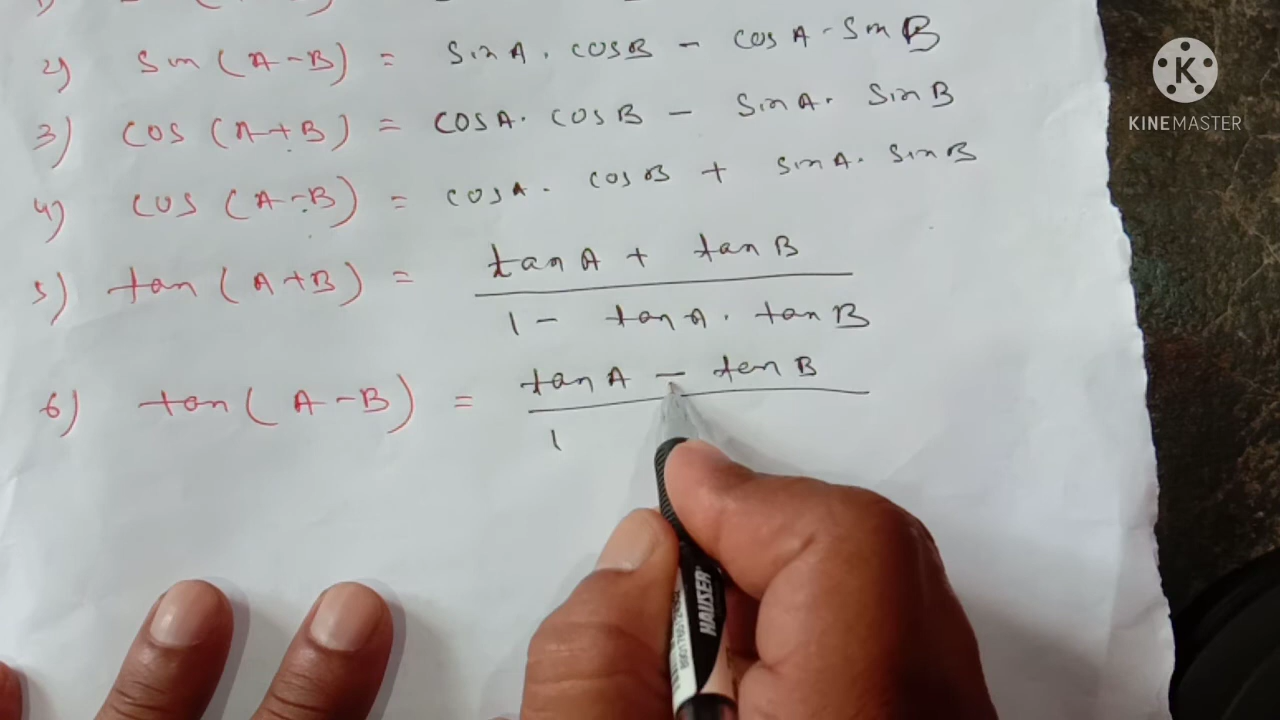 2) Sin (A-B) = SinA. cosB - cosA. Sin B
KINEMASTER
3) cos (A+B) = cosA. cosB - SinA. SinB
4) cos (A-B) = cosA. cosB + sinA. sinB
5) tan (A+B) = tanA + tanB
1 - tanA. tanB
6) tan (A-B) = tanA - tanB
1
HAUSER